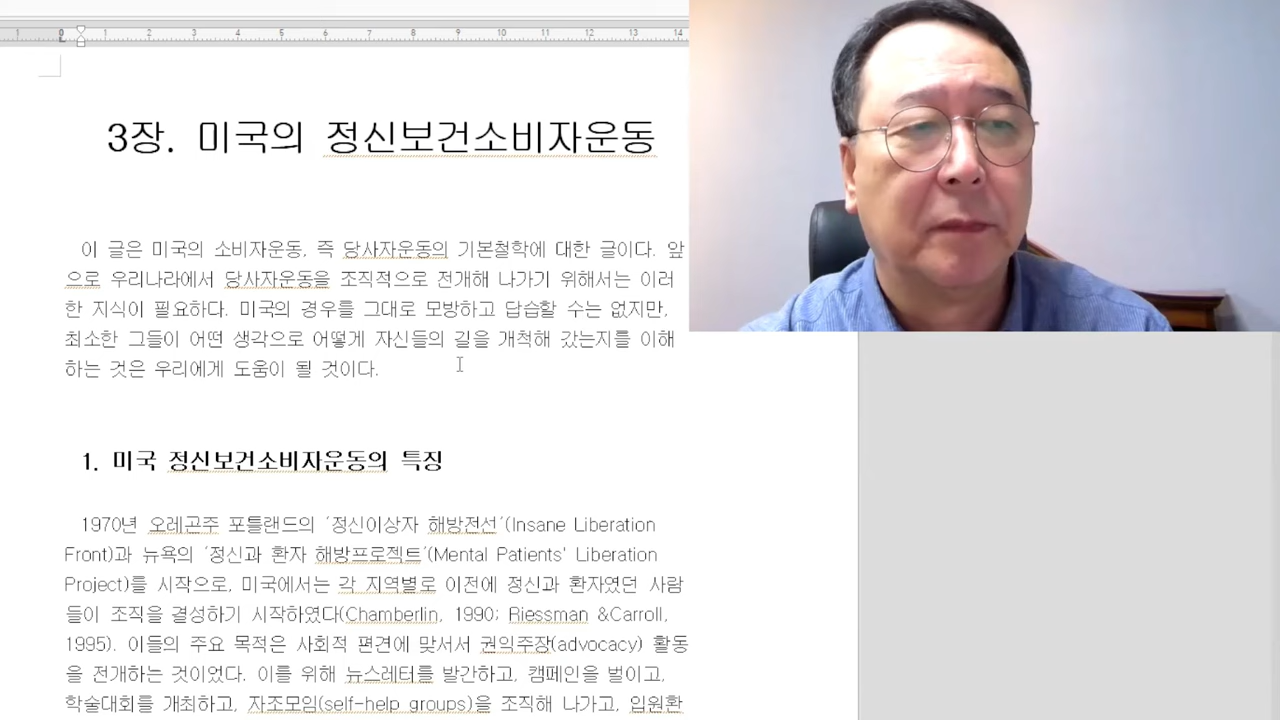 1 0 1 2 3 4 5 6 7 8 9 10 11 12 13 14
3장. 미국의 정신보건소비자운동
이 글은 미국의 소비자운동, 즉 당사자운동의 기본철학에 대한 글이다. 앞
으로 우리나라에서 당사자운동을 조직적으로 전개해 나가기 위해서는 이러
한 지식이 필요하다. 미국의 경우를 그대로 모방하고 답습할 수는 없지만,
최소한 그들이 어떤 생각으로 어떻게 자신들의 길을 개척해 갔는지를 이해
하는 것은 우리에게 도움이 될 것이다.
1. 미국 정신보건소비자운동의 특징
1970년 오레곤주 포틀랜드의 '정신이상자 해방전선'(Insane Liberation
Front)과 뉴욕의 '정신과 환자 해방프로젝트'(Mental Patients' Liberation
Project)를 시작으로, 미국에서는 각 지역별로 이전에 정신과 환자였던 사람
들이 조직을 결성하기 시작하였다(Chamberlin, 1990; Riessman &Carroll,
1995). 이들의 주요 목적은 사회적 편견에 맞서서 권익주장(advocacy) 활동
을 전개하는 것이었다. 이를 위해 뉴스레터를 발간하고, 캠페인을 벌이고,
학술대회를 개최하고, 자조모임(self-help groups)을 조직해 나가고, 입원환